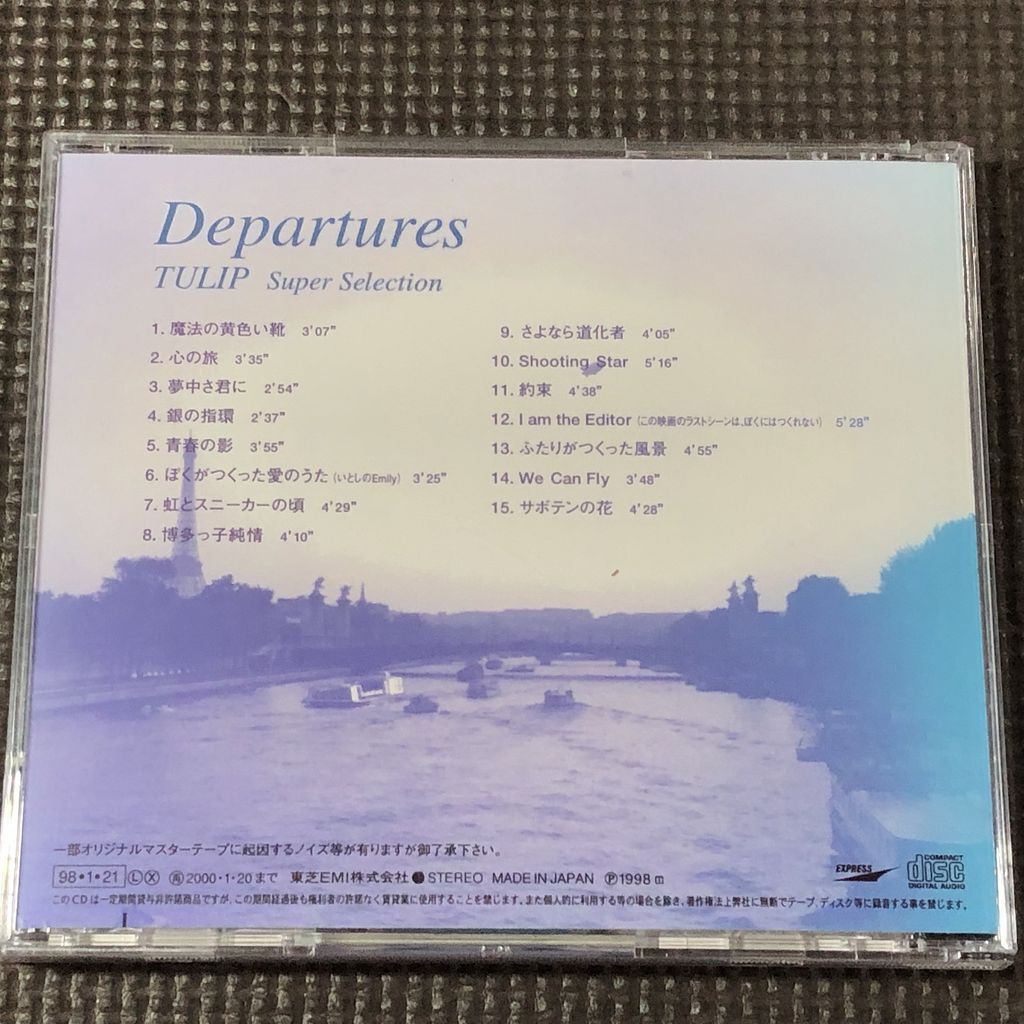 Departures
TULIP Super Selection
1. 魔法の黄色い靴 3'07"
2. 心の旅 3'35"
3. 夢中さ君に 2'54"
4. 銀の指環 2'37"
5. 青春の影 3'55"
6. ぼくがつくった愛のうた (いとしのEmily) 3'25"
7. 虹とスニーカーの頃 4'29"
8. 博多っ子純情 4'10"
9. さよなら道化者 4'05"
10. Shooting Star 5'16"
11. 約束 4'38"
12. I am the Editor (この映画のラストシーンは、ぼくにはつくれない) 5'28"
13. ふたりがつくった風景 4'55"
14. We Can Fly 3'48"
15. サボテンの花 4'28"
一部オリジナルマスターテープに起因するノイズ等が有りますが御了承下さい。
98・1・21 Ⓛ Ⓧ ㊢2000・1・20まで 東芝EMI株式会社 STEREO MADE IN JAPAN Ⓟ1998
EXPRESS COMPACT disc DIGITAL AUDIO
このCDは一定期間貸与非許諾商品ですが、この期間経過後も権利者の許諾なく賃貸業に使用することを禁じます。また個人的に利用する等の場合を除き、著作権法上弊社に無断でテープ、ディスク等に録音する事を禁じます。